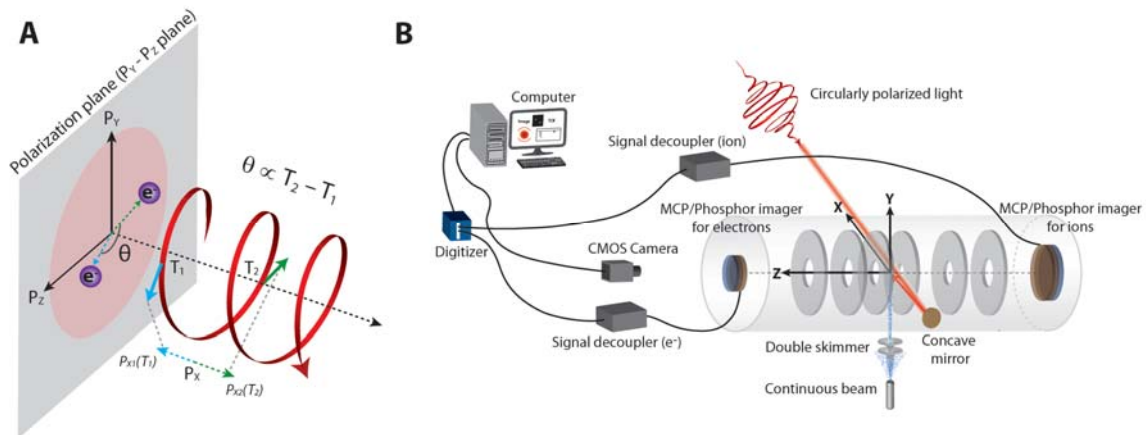 A
Polarization plane (PY - PZ plane)
PY
e-
θ
e-
PZ
θ ∝ T2 − T1
T1
T2
PX1(T1)
PX
PX2(T2)
B
Computer
Circularly polarized light
Signal decoupler (ion)
MCP/Phosphor imager
for electrons
X
Y
MCP/Phosphor imager
for ions
Digitizer
CMOS Camera
Z
Signal decoupler (e-)
Double skimmer
Concave
mirror
Continuous beam